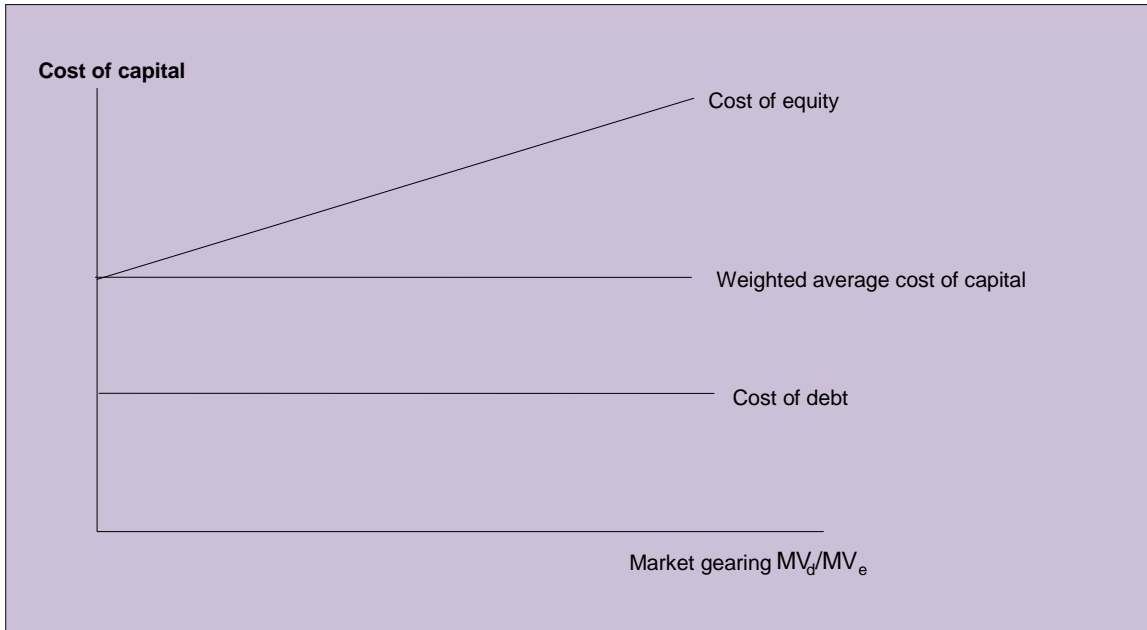 Cost of capital
Cost of equity
Weighted average cost of capital
Cost of debt
Market gearing MVd/MVe